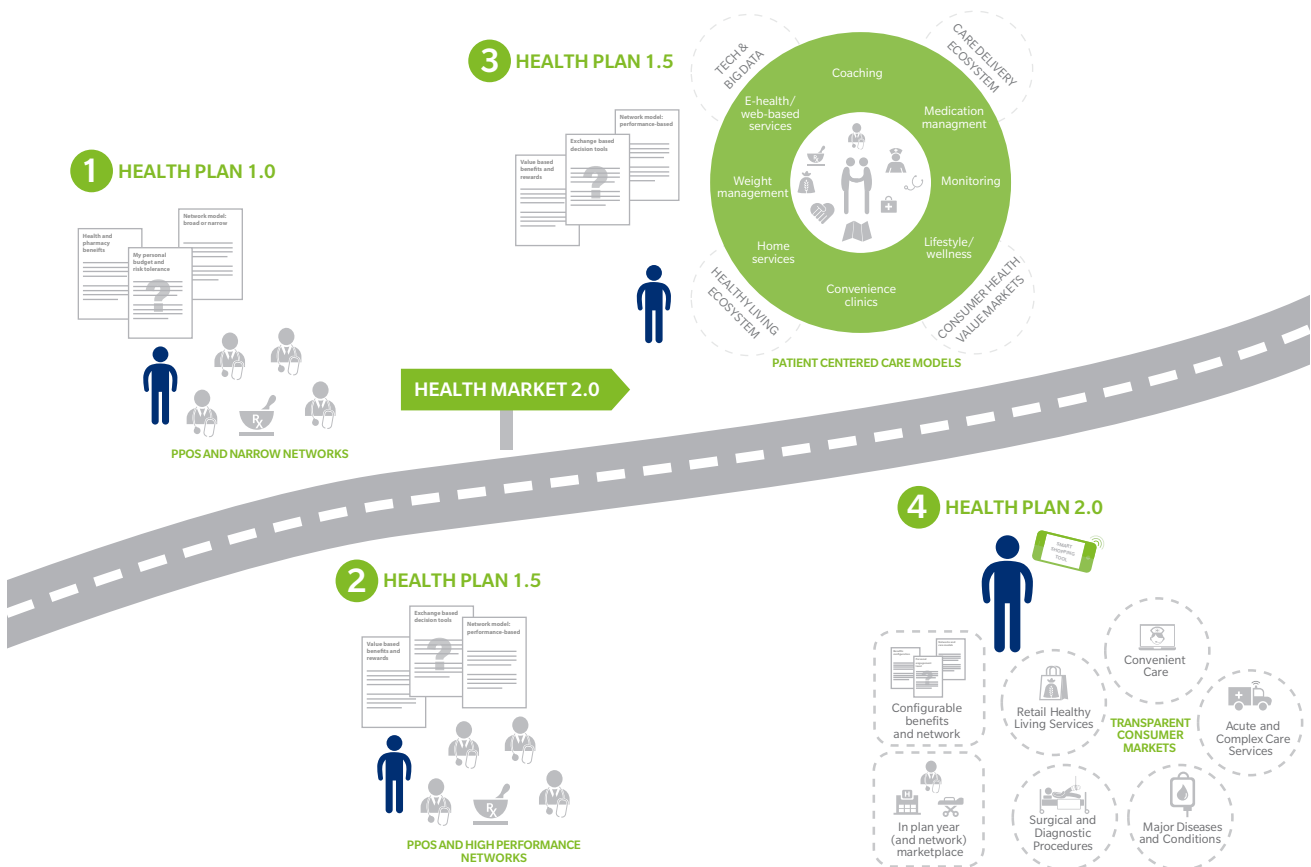 1 HEALTH PLAN 1.0
Health and
pharmacy
benefits
My personal
budget and
risk tolerance
?
Network model:
broad or narrow
Rx
PPOS AND NARROW NETWORKS
HEALTH MARKET 2.0
2 HEALTH PLAN 1.5
Value based
benefits and
rewards
Exchange based
decision tools
?
Network model:
performance-based
Rx
PPOS AND HIGH PERFORMANCE
NETWORKS
3 HEALTH PLAN 1.5
Value based
benefits and
rewards
Exchange based
decision tools
?
Network model:
performance-based
TECH &
BIG DATA
CARE DELIVERY
ECOSYSTEM
HEALTHY LIVING
ECOSYSTEM
CONSUMER HEALTH
VALUE MARKETS
Coaching
Medication
managment
Monitoring
Lifestyle/
wellness
Convenience
clinics
Home
services
Weight
management
E-health/
web-based
services
PATIENT CENTERED CARE MODELS
4 HEALTH PLAN 2.0
SMART
SHOPPING
TOOL
?
Configurable
benefits
and network
H
In plan year
(and network)
marketplace
Retail Healthy
Living Services
Convenient
Care
TRANSPARENT
CONSUMER
MARKETS
Acute and
Complex Care
Services
Surgical and
Diagnostic
Procedures
Major Diseases
and Conditions